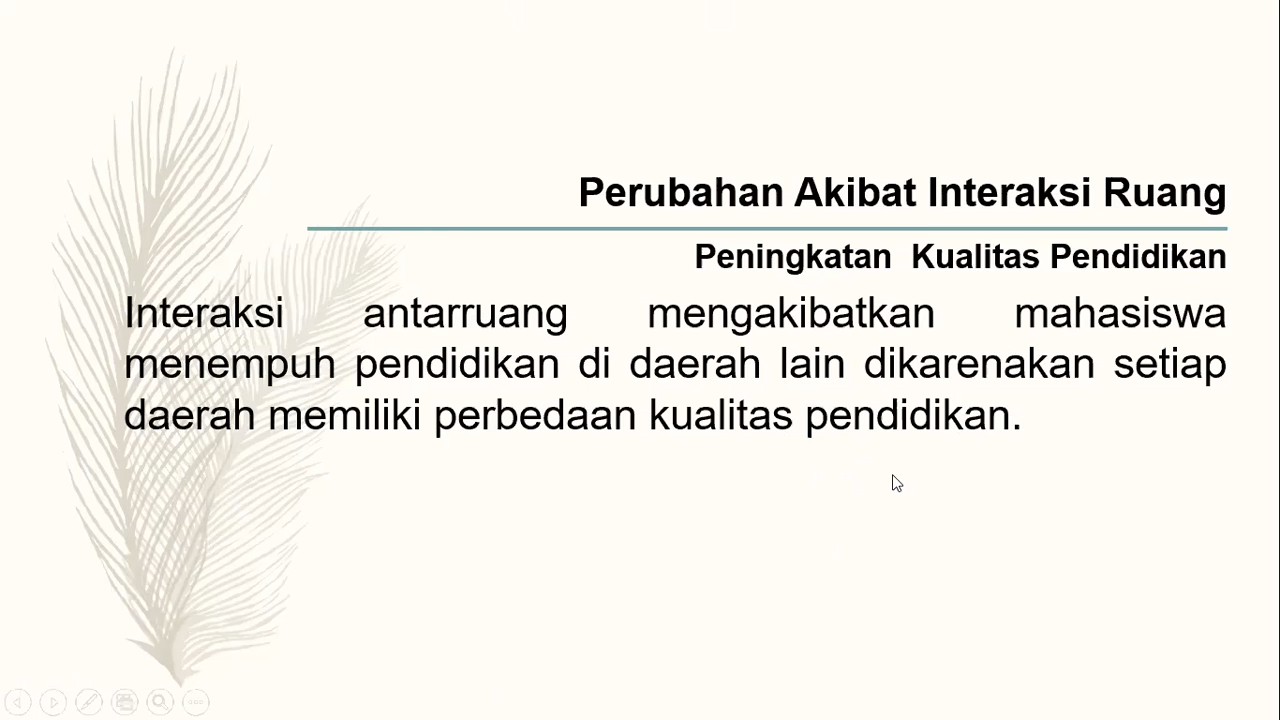 Perubahan Akibat Interaksi Ruang
Peningkatan  Kualitas Pendidikan
Interaksi antarruang mengakibatkan mahasiswa
menempuh pendidikan di daerah lain dikarenakan setiap
daerah memiliki perbedaan kualitas pendidikan.